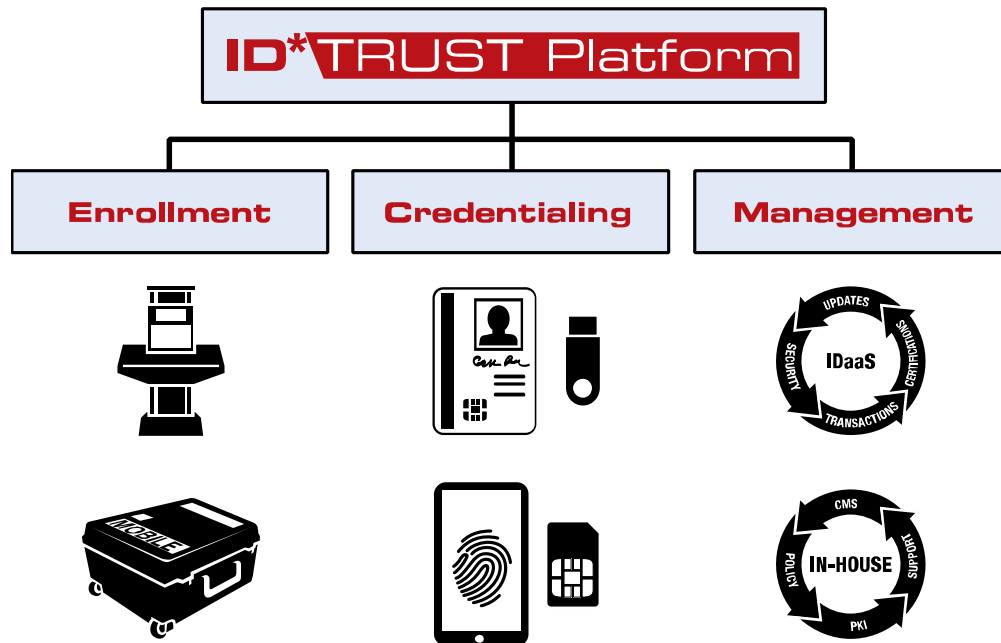 ID*TRUST Platform
Enrollment
Credentialing
Management
UPDATES
SECURITY
IDaaS
CERTIFICATIONS
TRANSACTIONS
MOBILE
CMS
POLICY
IN-HOUSE
SUPPORT
PKI